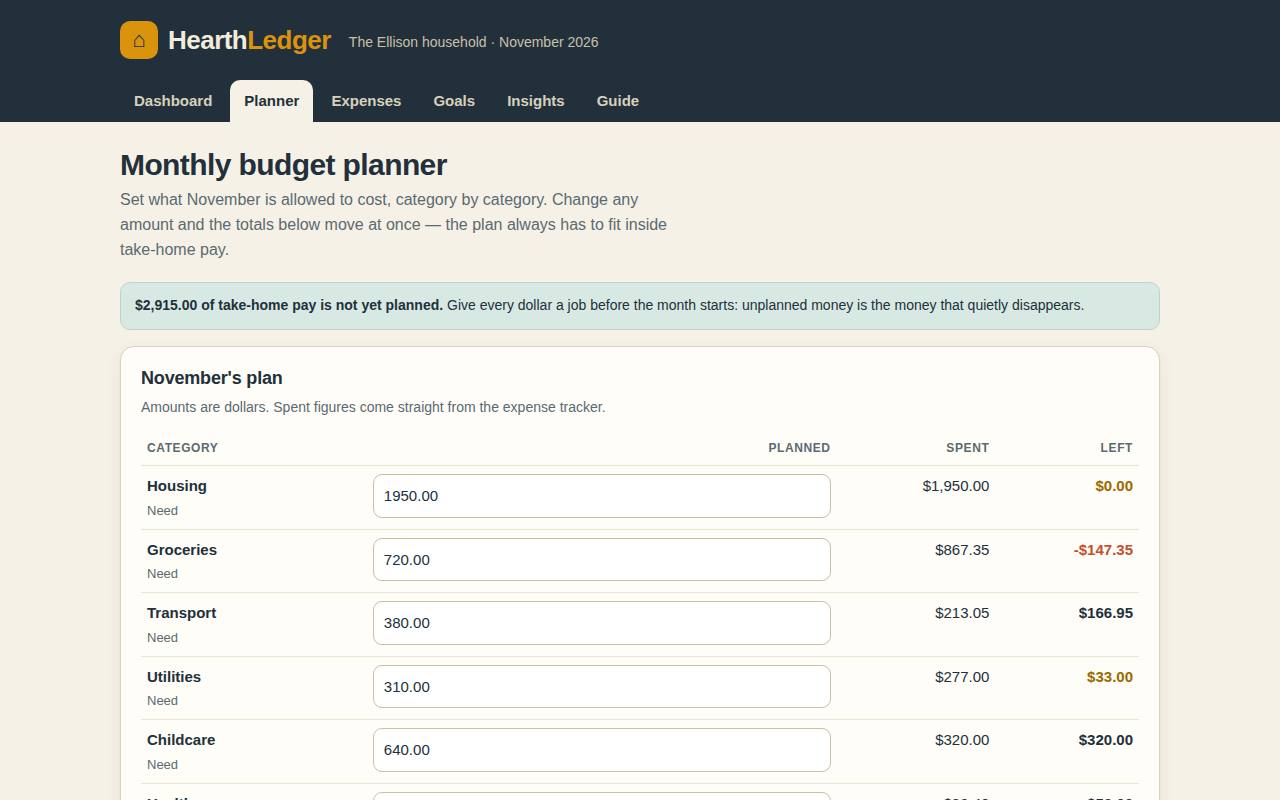 HearthLedger The Ellison household · November 2026
Dashboard Planner Expenses Goals Insights Guide
Monthly budget planner
Set what November is allowed to cost, category by category. Change any
amount and the totals below move at once — the plan always has to fit inside
take-home pay.
$2,915.00 of take-home pay is not yet planned. Give every dollar a job before the month starts: unplanned money is the money that quietly disappears.
November's plan
Amounts are dollars. Spent figures come straight from the expense tracker.
CATEGORY PLANNED SPENT LEFT
Housing 1950.00 $1,950.00 $0.00
Need
Groceries 720.00 $867.35 -$147.35
Need
Transport 380.00 $213.05 $166.95
Need
Utilities 310.00 $277.00 $33.00
Need
Childcare 640.00 $320.00 $320.00
Need